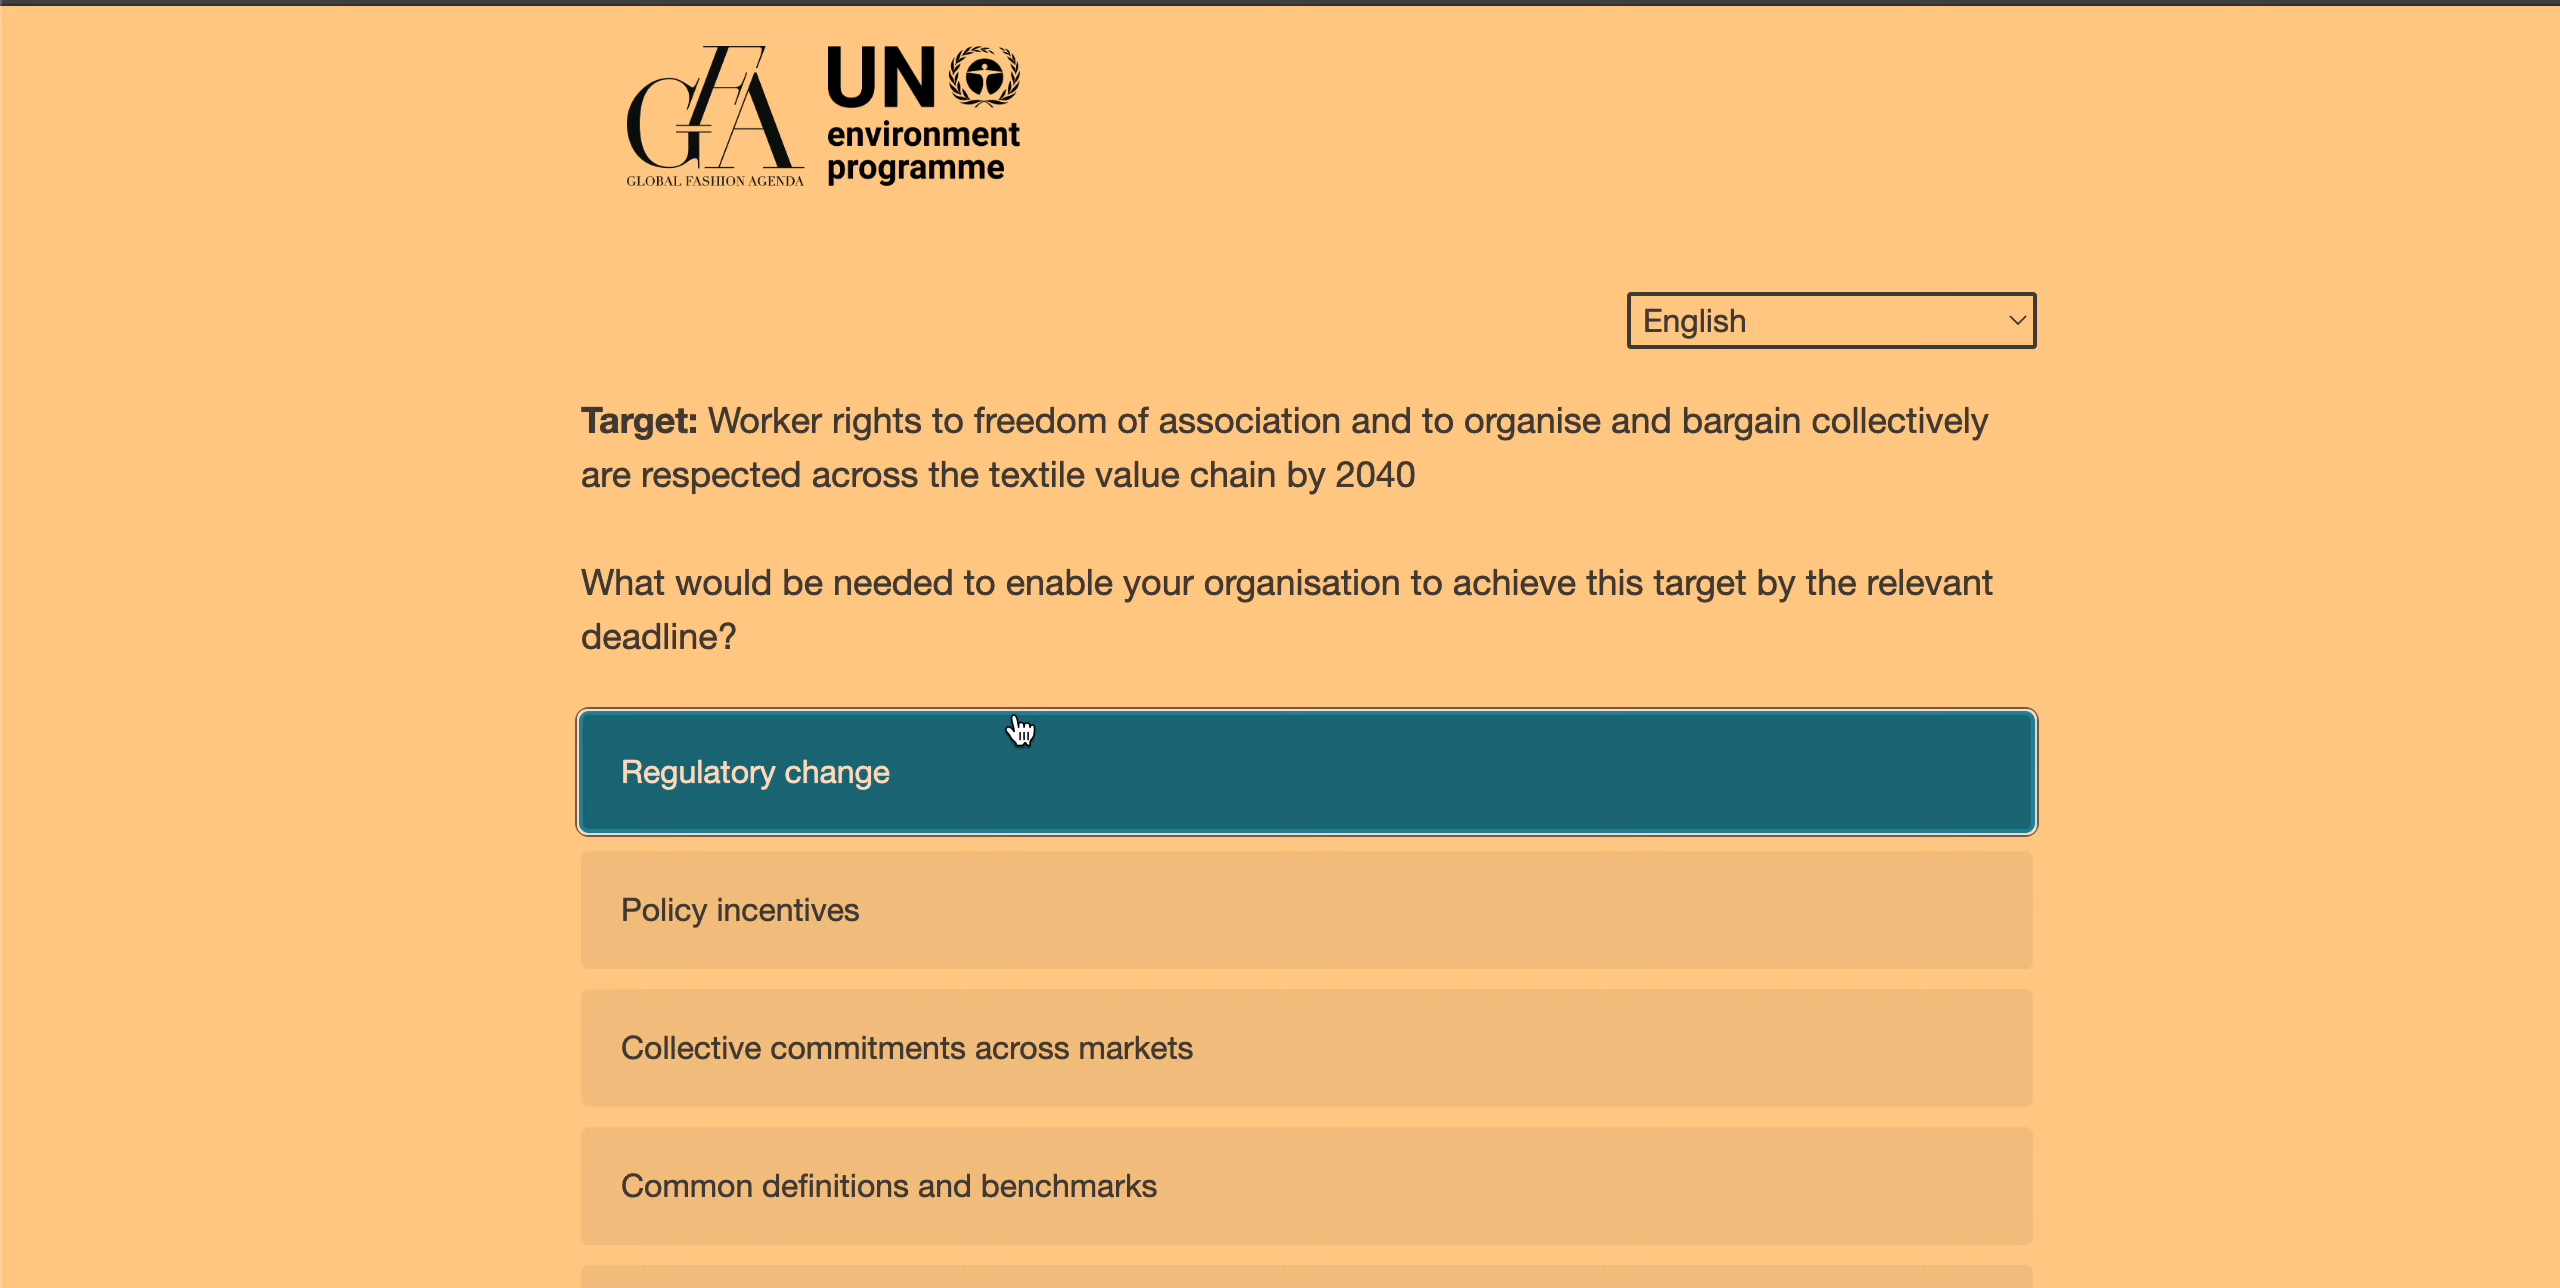 GFA
GLOBAL FASHION AGENDA
UN
environment
programme
English
Target: Worker rights to freedom of association and to organise and bargain collectively
are respected across the textile value chain by 2040
What would be needed to enable your organisation to achieve this target by the relevant
deadline?
Regulatory change
Policy incentives
Collective commitments across markets
Common definitions and benchmarks